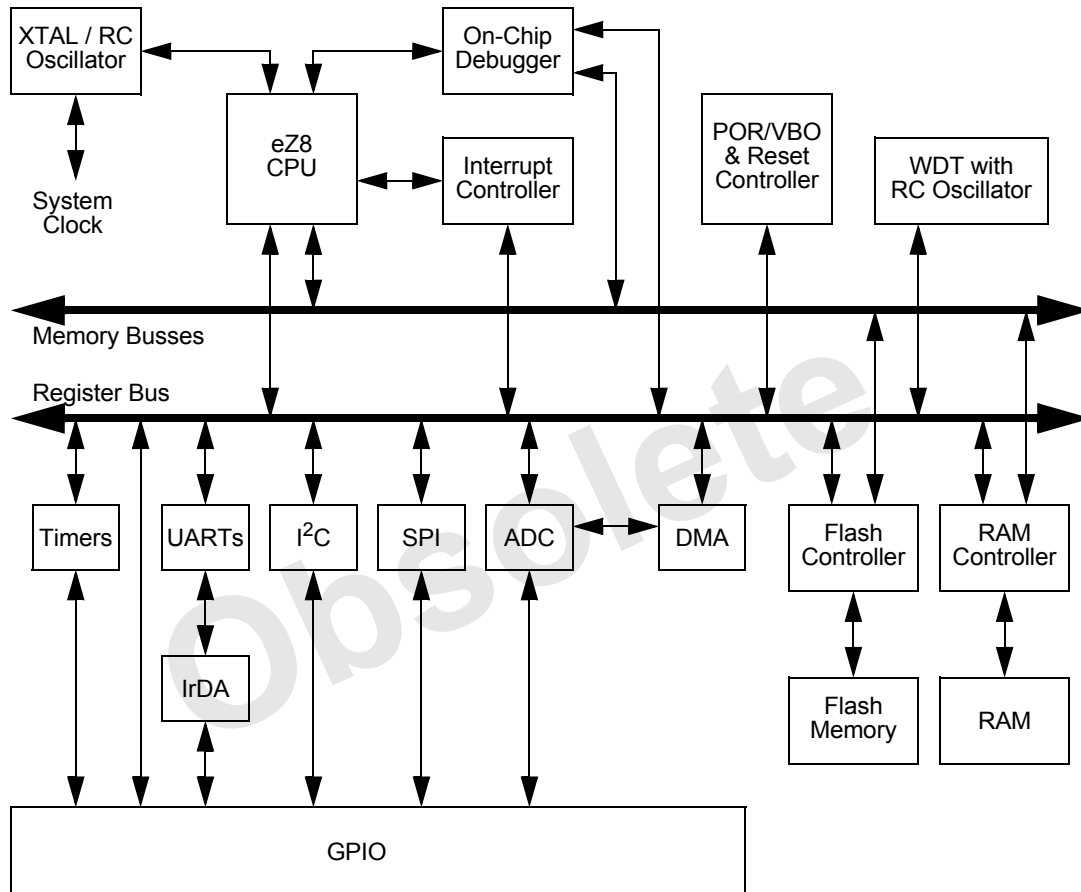 XTAL / RC
Oscillator
On-Chip
Debugger
eZ8
CPU
Interrupt
Controller
POR/VBO
& Reset
Controller
WDT with
RC Oscillator
System
Clock
Memory Busses
Register Bus
Timers
UARTs
I²C
SPI
ADC
DMA
Flash
Controller
RAM
Controller
IrDA
Flash
Memory
RAM
GPIO
Obsolete